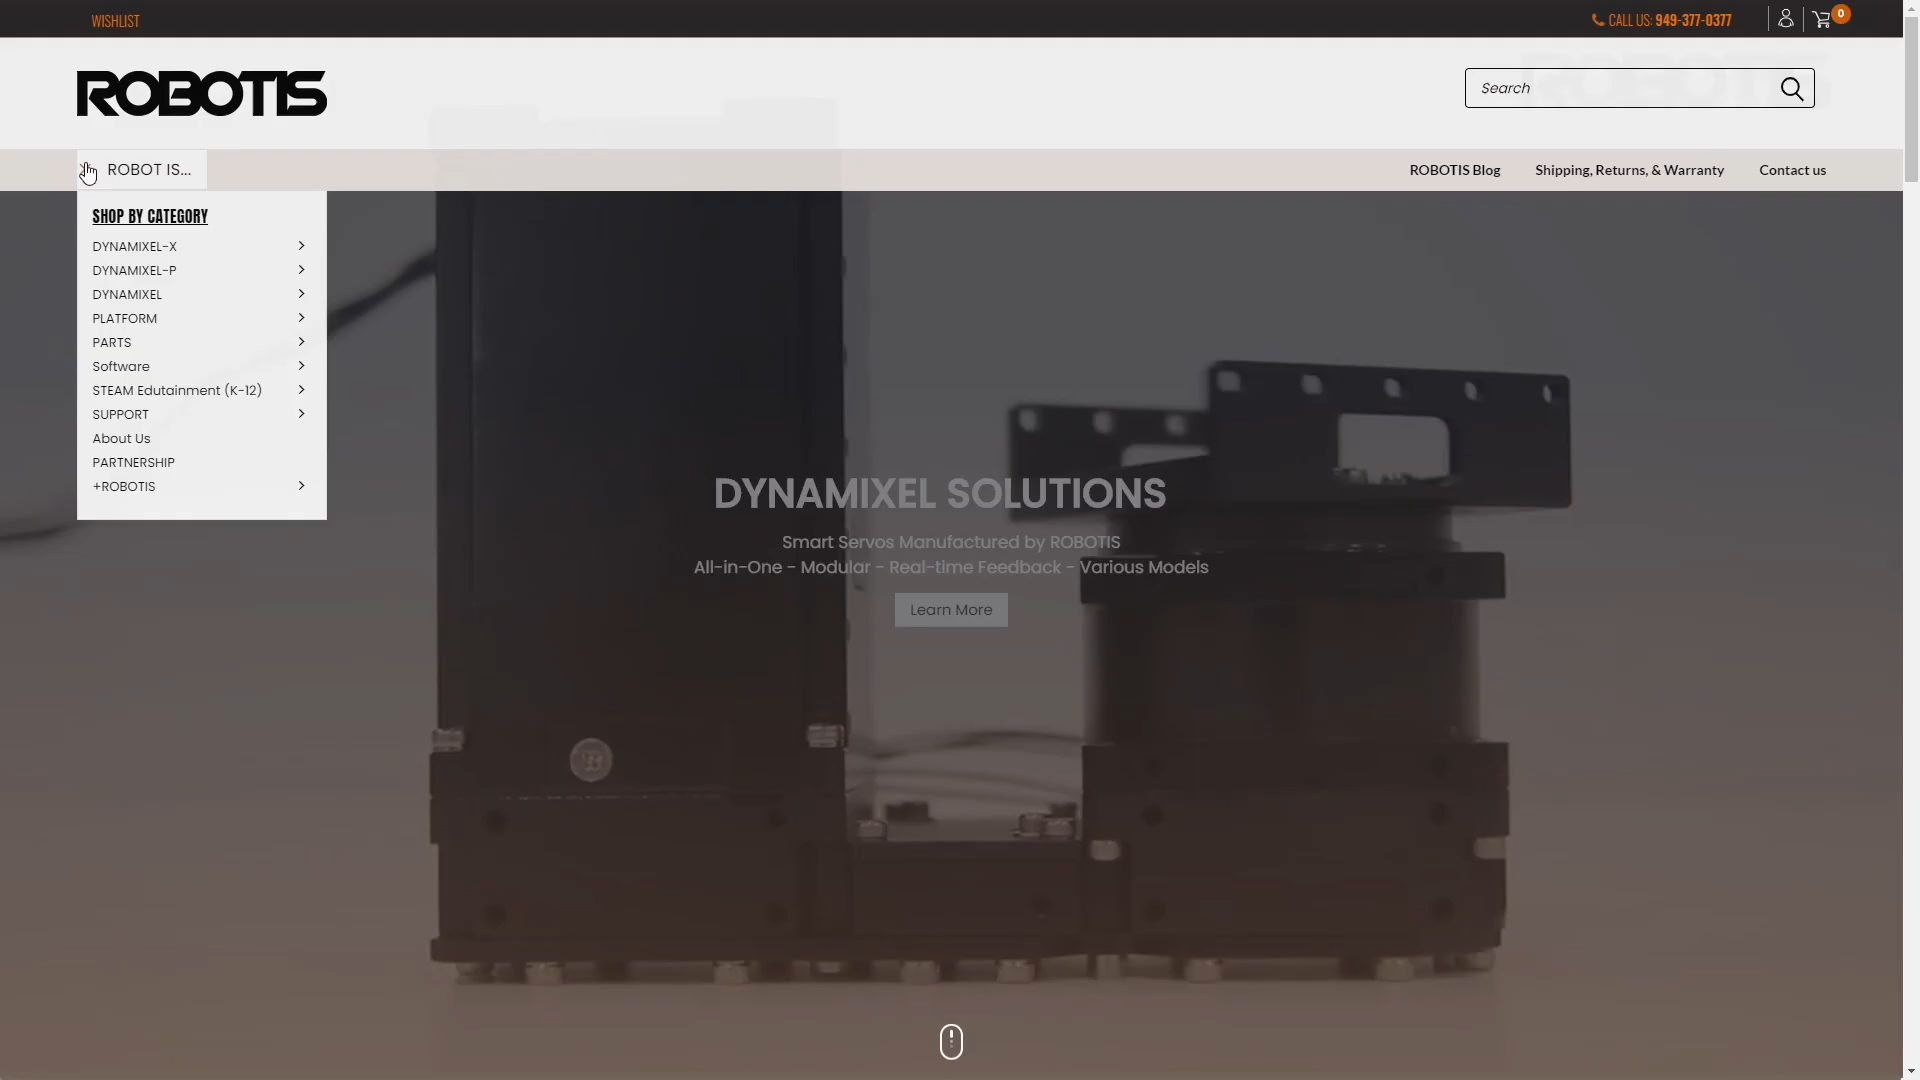 WISHLIST
CALL US: 949-377-0377
0
ROBOTIS
Search
ROBOT IS...
ROBOTIS Blog
Shipping, Returns, & Warranty
Contact us
SHOP BY CATEGORY
DYNAMIXEL-X
DYNAMIXEL-P
DYNAMIXEL
PLATFORM
PARTS
Software
STEAM Edutainment (K-12)
SUPPORT
About Us
PARTNERSHIP
+ROBOTIS
DYNAMIXEL SOLUTIONS
Smart Servos Manufactured by ROBOTIS
All-in-One - Modular - Real-time Feedback - Various Models
Learn More